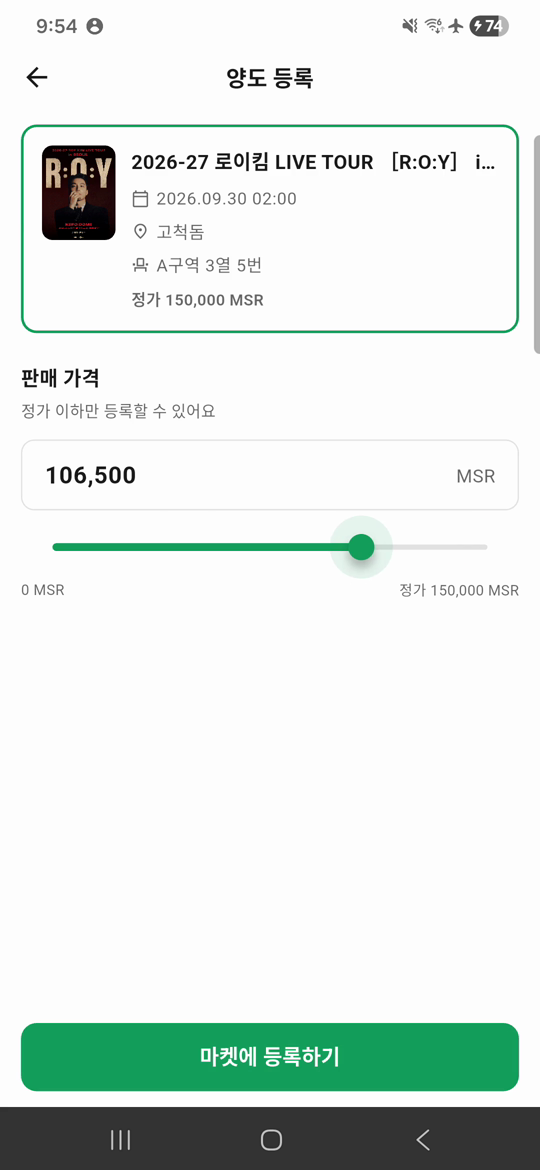 9:54
74
양도 등록
R:O:Y
2026-27 로이킴 LIVE TOUR ［R:O:Y］ i…
2026.09.30 02:00
고척돔
A구역 3열 5번
정가 150,000 MSR
판매 가격
정가 이하만 등록할 수 있어요
106,500 MSR
0 MSR 정가 150,000 MSR
마켓에 등록하기